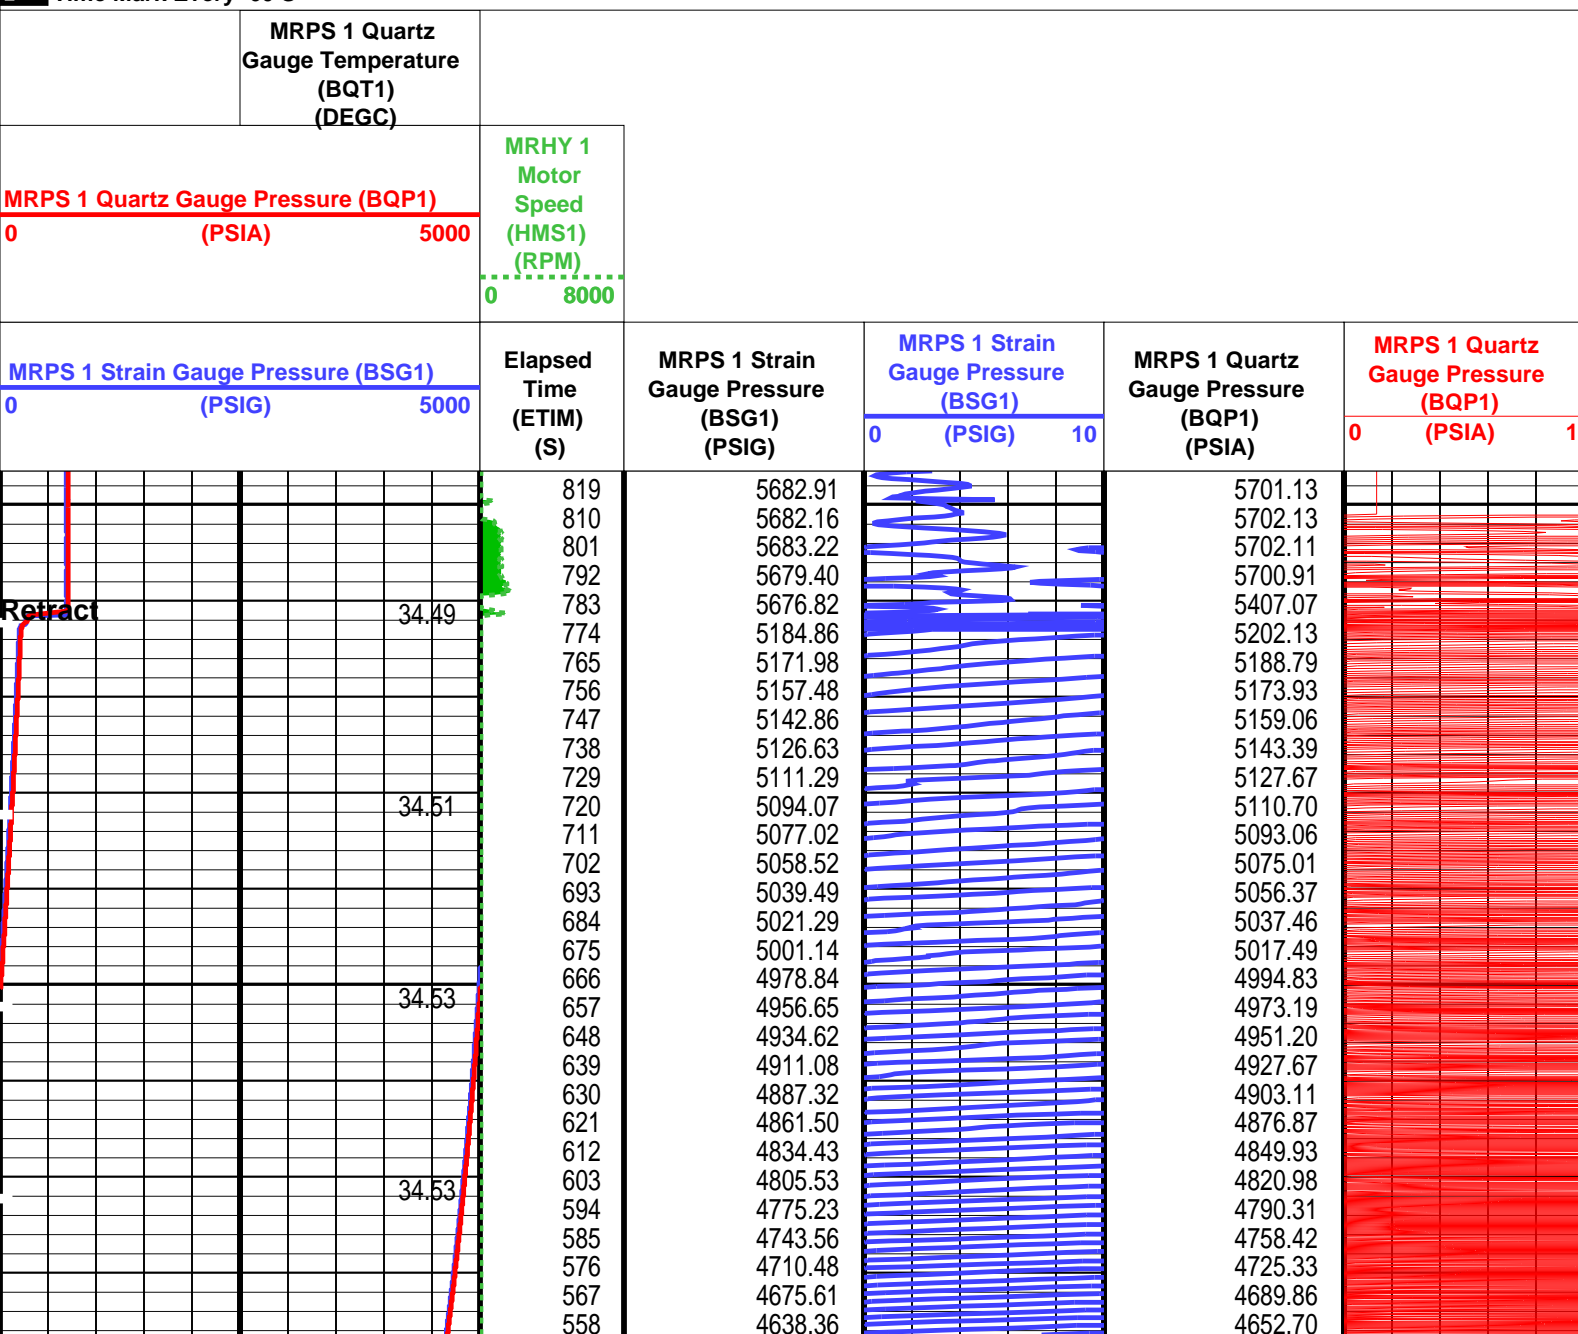 MRPS 1 Quartz
Gauge Temperature
(BQT1)
(DEGC)
MRPS 1 Quartz Gauge Pressure (BQP1)
0 (PSIA) 5000
MRHY 1
Motor
Speed
(HMS1)
(RPM)
0 8000
MRPS 1 Strain Gauge Pressure (BSG1)
0 (PSIG) 5000
Elapsed
Time
(ETIM)
(S)
MRPS 1 Strain
Gauge Pressure
(BSG1)
(PSIG)
MRPS 1 Strain
Gauge Pressure
(BSG1)
0 (PSIG) 10
MRPS 1 Quartz
Gauge Pressure
(BQP1)
(PSIA)
MRPS 1 Quartz
Gauge Pressure
(BQP1)
0 (PSIA) 1
819 5682.91 5701.13
810 5682.16 5702.13
801 5683.22 5702.11
792 5679.40 5700.91
783 5676.82 5407.07
Retract 34.49
774 5184.86 5202.13
765 5171.98 5188.79
756 5157.48 5173.93
747 5142.86 5159.06
738 5126.63 5143.39
729 5111.29 5127.67
34.51 720 5094.07 5110.70
711 5077.02 5093.06
702 5058.52 5075.01
693 5039.49 5056.37
684 5021.29 5037.46
675 5001.14 5017.49
666 4978.84 4994.83
34.53 657 4956.65 4973.19
648 4934.62 4951.20
639 4911.08 4927.67
630 4887.32 4903.11
621 4861.50 4876.87
612 4834.43 4849.93
603 4805.53 4820.98
34.53
594 4775.23 4790.31
585 4743.56 4758.42
576 4710.48 4725.33
567 4675.61 4689.86
558 4638.36 4652.70